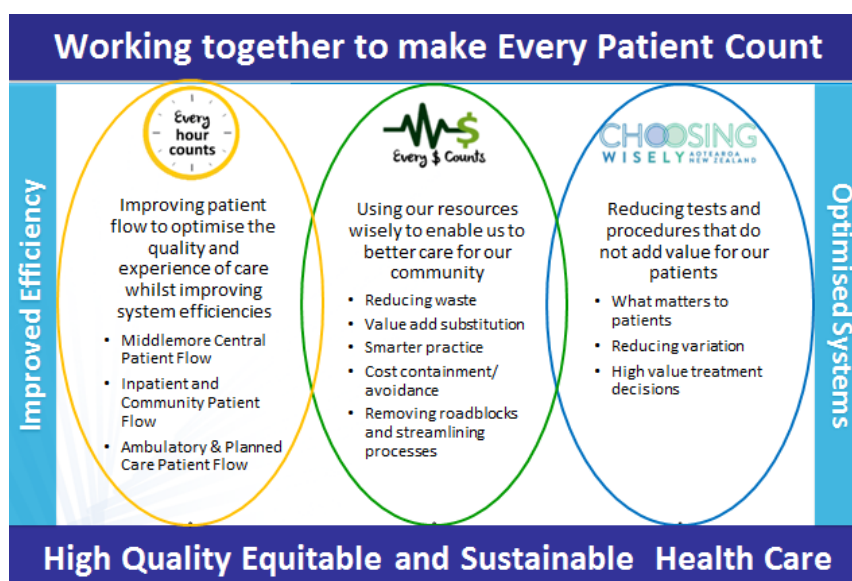 Working together to make Every Patient Count
Improved Efficiency
Every
hour
counts
Improving patient
flow to optimise the
quality and
experience of care
whilst improving
system efficiencies
• Middlemore Central
Patient Flow
• Inpatient and
Community Patient
Flow
• Ambulatory & Planned
Care Patient Flow
$
Every $ Counts
Using our resources
wisely to enable us to
better care for our
community
• Reducing waste
• Value add substitution
• Smarter practice
• Cost containment/
avoidance
• Removing roadblocks
and streamlining
processes
CHOOSING
WISELY AOTEAROA
NEW ZEALAND
Reducing tests and
procedures that do
not add value for our
patients
• What matters to
patients
• Reducing variation
• High value treatment
decisions
Optimised Systems
High Quality Equitable and Sustainable Health Care